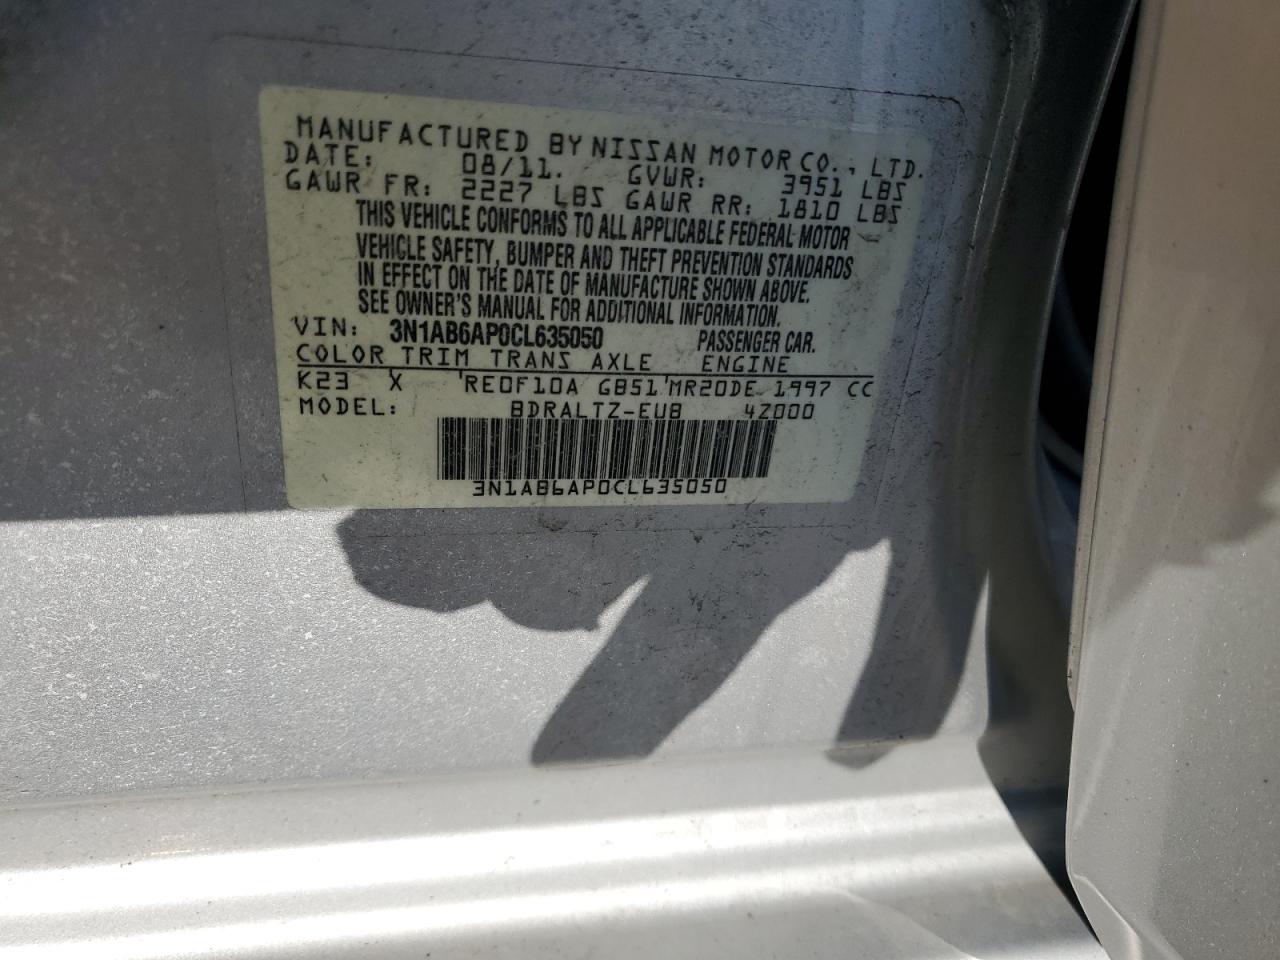 MANUFACTURED BY NISSAN MOTOR CO., LTD.
DATE: 08/11. GVWR: 3951 LBS
GAWR FR: 2227 LBS GAWR RR: 1810 LBS
THIS VEHICLE CONFORMS TO ALL APPLICABLE FEDERAL MOTOR
VEHICLE SAFETY, BUMPER AND THEFT PREVENTION STANDARDS
IN EFFECT ON THE DATE OF MANUFACTURE SHOWN ABOVE.
SEE OWNER'S MANUAL FOR ADDITIONAL INFORMATION.
VIN: 3N1AB6AP0CL635050 PASSENGER CAR.
COLOR TRIM TRANS AXLE ENGINE
K23 X 'RE0F10A GB51'MR20DE 1997 CC
MODEL: BDRALTZ-EUB 4Z000
3N1AB6AP0CL635050